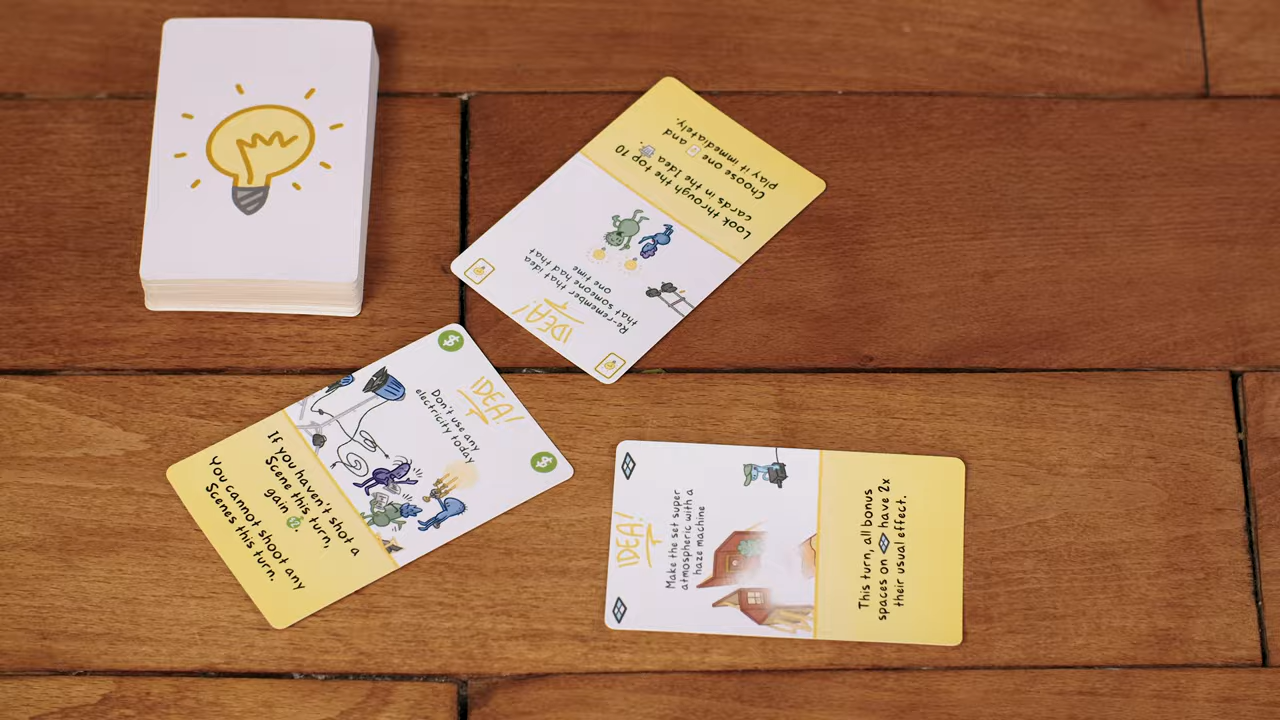 IDEA!
Re-remember that idea
that someone had that
one time
Look through the top 10
cards in the Idea
Choose one and
play it immediately.
$
IDEA!
Don't use any
electricity today
$
If you haven't shot a
Scene this turn,
gain $.
You cannot shoot any
Scenes this turn.
IDEA!
Make the set super
atmospheric with a
haze machine
This turn, all bonus
spaces on have 2x
their usual effect.